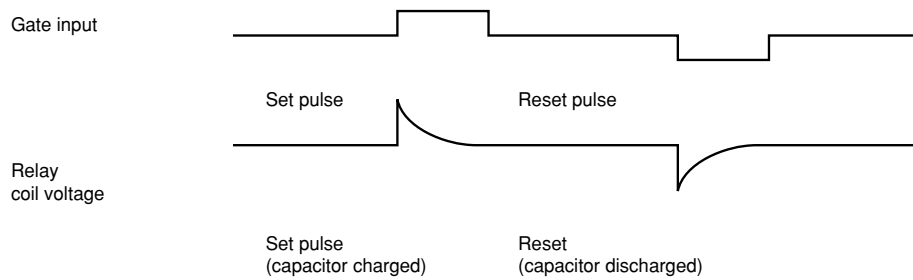 Gate input
Set pulse
Reset pulse
Relay
coil voltage
Set pulse
(capacitor charged)
Reset
(capacitor discharged)